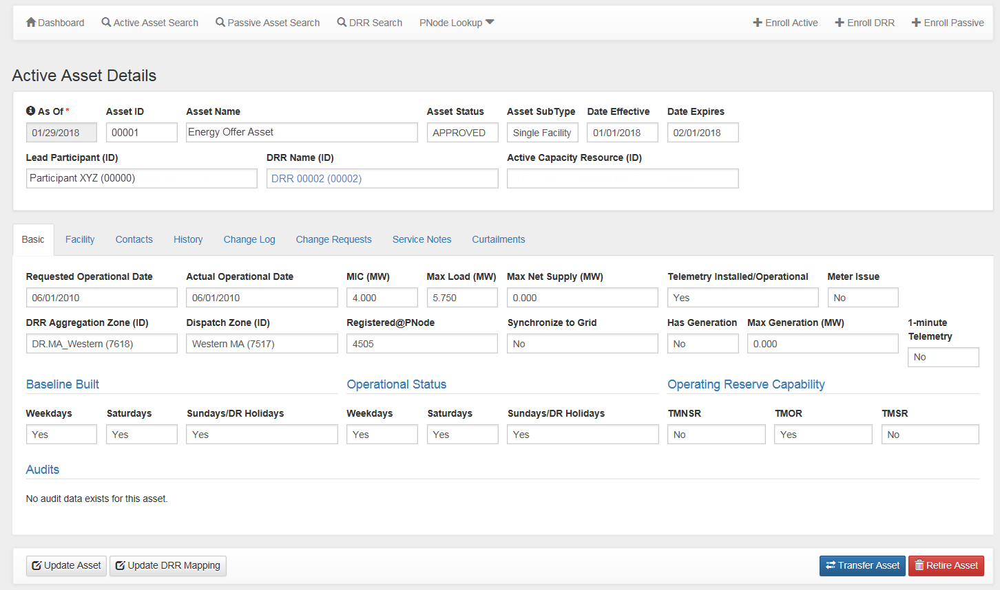 Dashboard Active Asset Search Passive Asset Search DRR Search PNode Lookup Enroll Active Enroll DRR Enroll Passive
Active Asset Details
As Of * Asset ID Asset Name Asset Status Asset SubType Date Effective Date Expires
01/29/2018 00001 Energy Offer Asset APPROVED Single Facility 01/01/2018 02/01/2018
Lead Participant (ID) DRR Name (ID) Active Capacity Resource (ID)
Participant XYZ (00000) DRR 00002 (00002)
Basic Facility Contacts History Change Log Change Requests Service Notes Curtailments
Requested Operational Date Actual Operational Date MIC (MW) Max Load (MW) Max Net Supply (MW) Telemetry Installed/Operational Meter Issue
06/01/2010 06/01/2010 4.000 5.750 0.000 Yes No
DRR Aggregation Zone (ID) Dispatch Zone (ID) Registered@PNode Synchronize to Grid Has Generation Max Generation (MW) 1-minute
Telemetry
DR.MA_Western (7618) Western MA (7517) 4505 No No 0.000
No
Baseline Built Operational Status Operating Reserve Capability
Weekdays Saturdays Sundays/DR Holidays Weekdays Saturdays Sundays/DR Holidays TMNSR TMOR TMSR
Yes Yes Yes Yes Yes Yes No Yes No
Audits
No audit data exists for this asset.
Update Asset Update DRR Mapping Transfer Asset Retire Asset